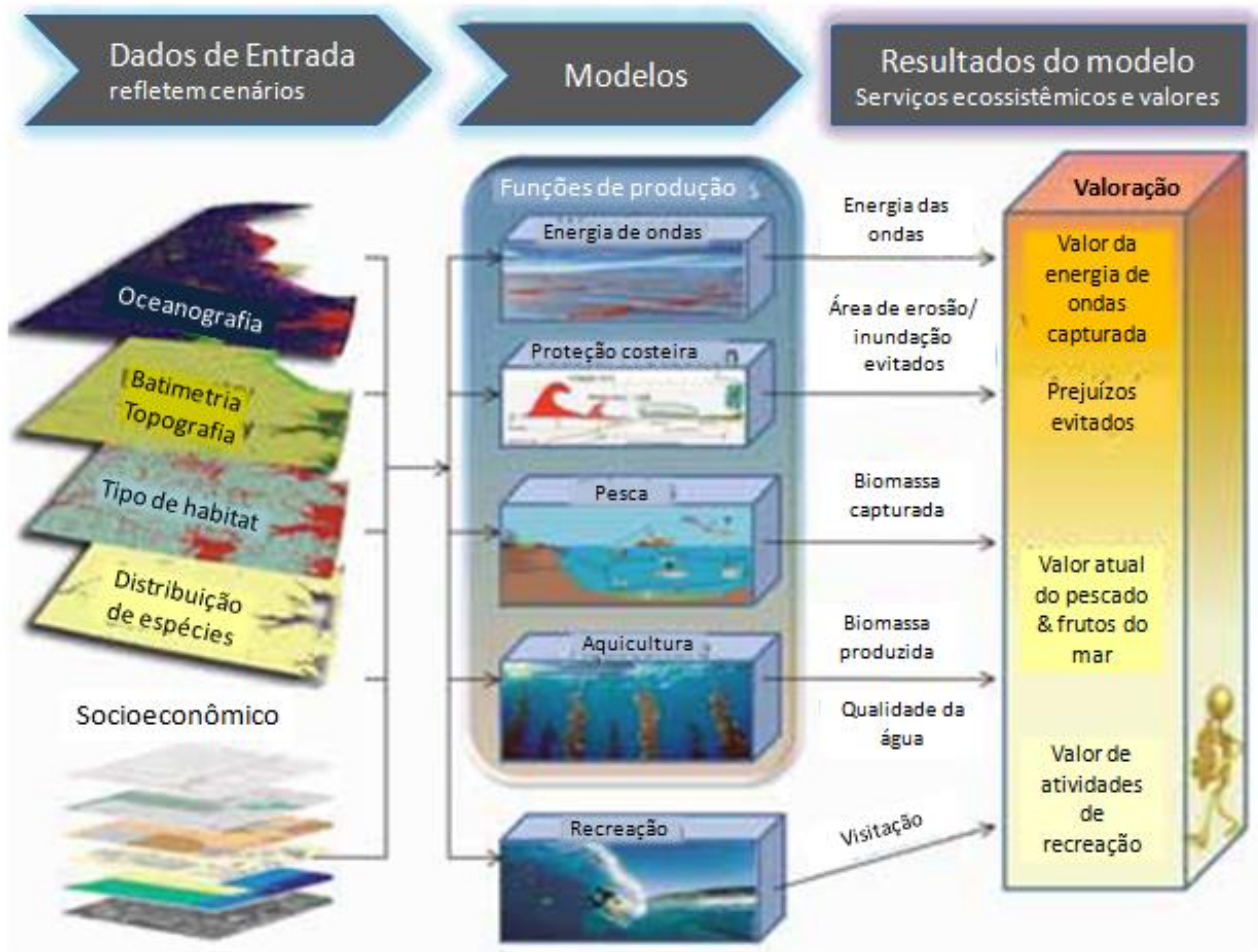 Dados de Entrada
refletem cenários
Modelos
Resultados do modelo
Serviços ecossistêmicos e valores
Oceanografia
Batimetria
Topografia
Tipo de habitat
Distribuição
de espécies
Socioeconômico
Funções de produção s
Energia de ondas
Proteção costeira n
Pesca
Aquicultura
Recreação
Energia das
ondas
Área de erosão/
inundação
evitados
Biomassa
capturada
Biomassa
produzida
Qualidade da
água
Visitação
Valoração
Valor da
energia de
ondas
capturada
Prejuízos
evitados
Valor atual
do pescado
& frutos do
mar
Valor de
atividades
de
recreação